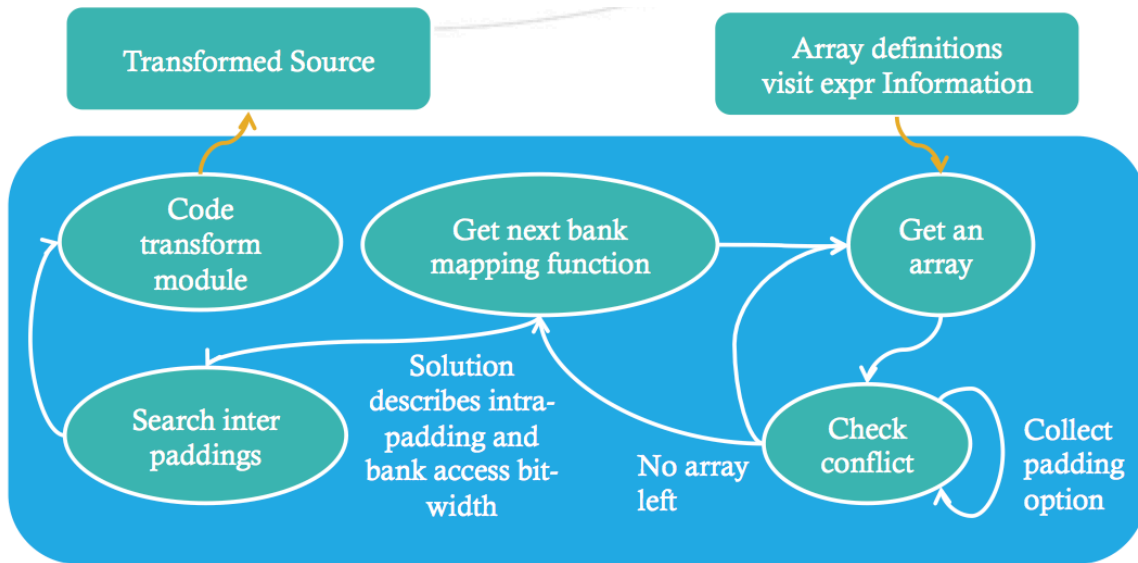 Transformed Source
Array definitions
visit expr Information
Code
transform
module
Get next bank
mapping function
Get an
array
Search inter
paddings
Solution
describes intra-
padding and
bank access bit-
width
No array
left
Check
conflict
Collect
padding
option